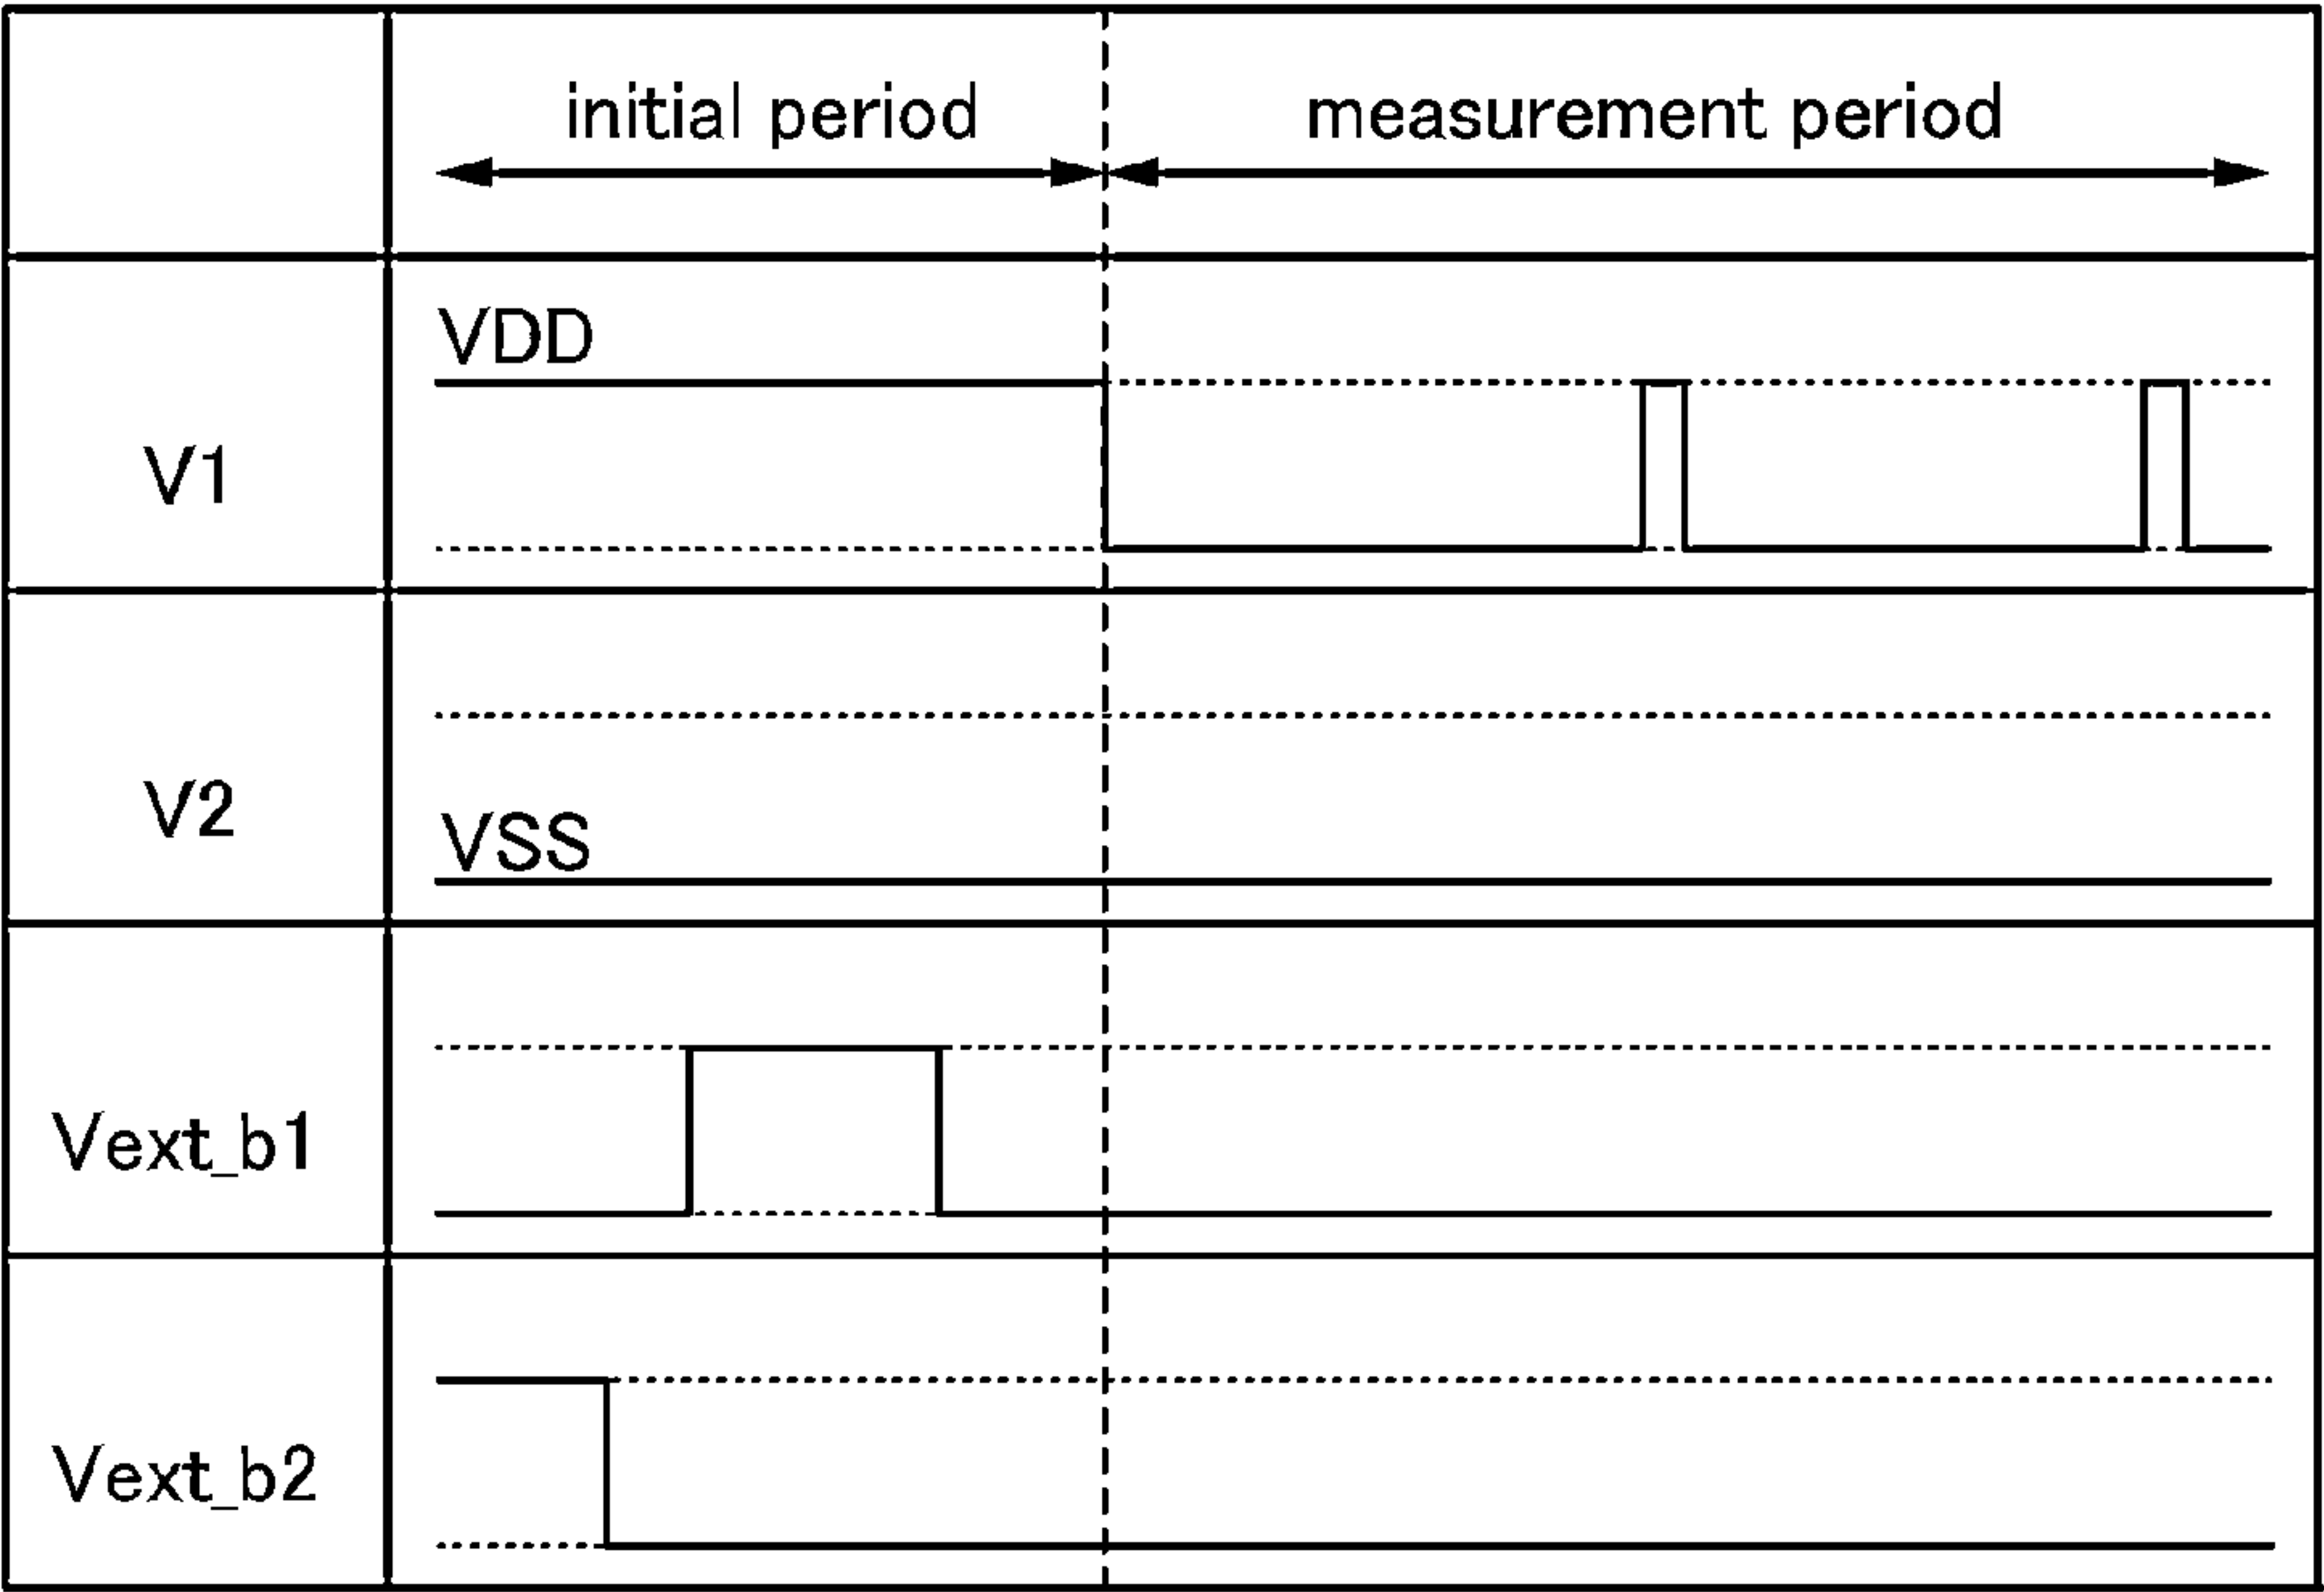 initial period
measurement period
VDD
V1
V2
VSS
Vext_b1
Vext_b2